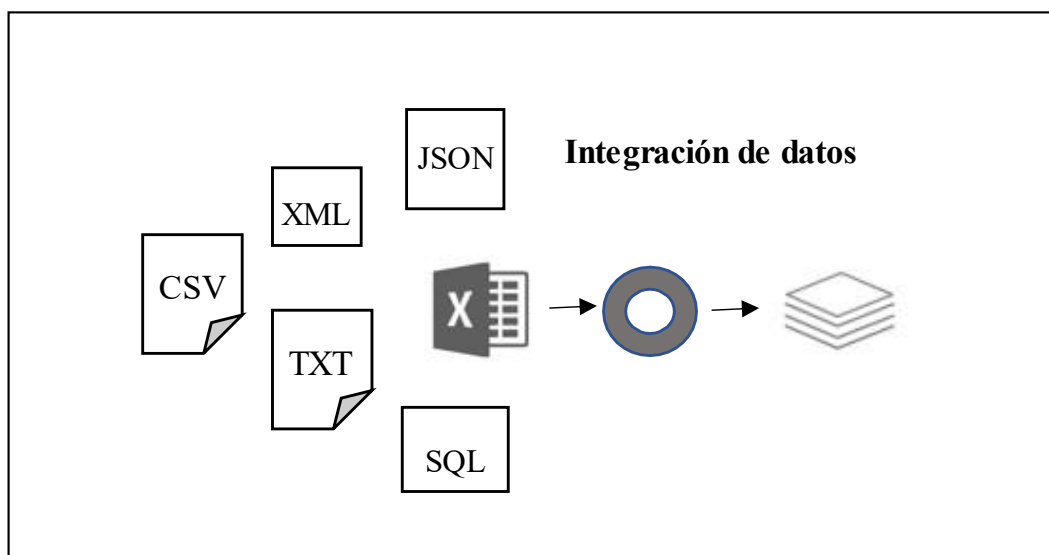 JSON
Integración de datos
XML
CSV
X
TXT
SQL